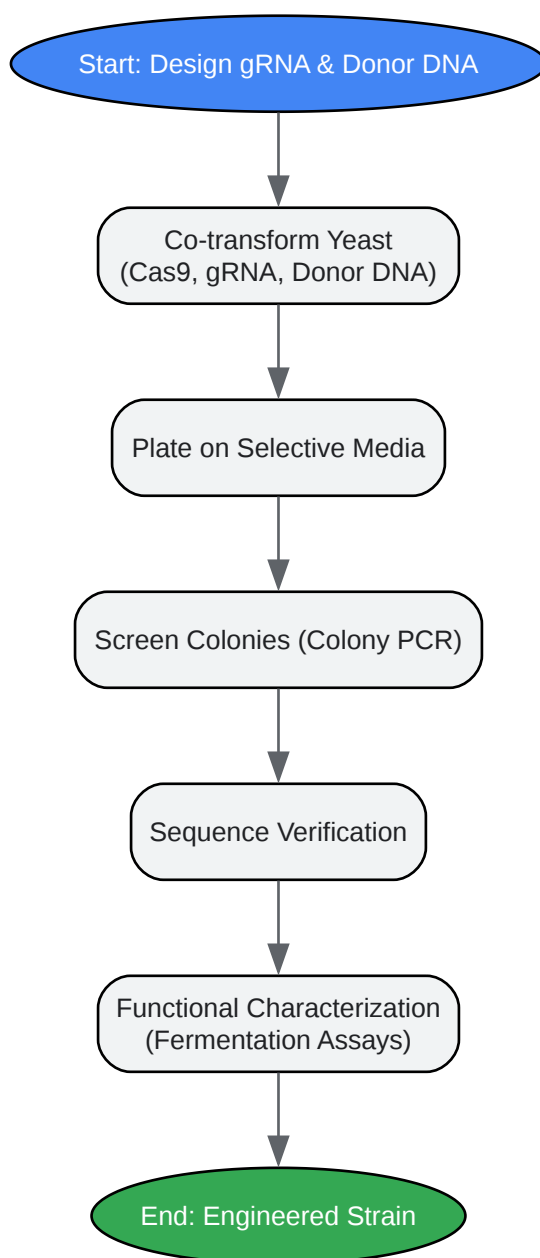 Start: Design gRNA & Donor DNA
Co-transform Yeast
(Cas9, gRNA, Donor DNA)
Plate on Selective Media
Screen Colonies (Colony PCR)
Sequence Verification
Functional Characterization
(Fermentation Assays)
End: Engineered Strain